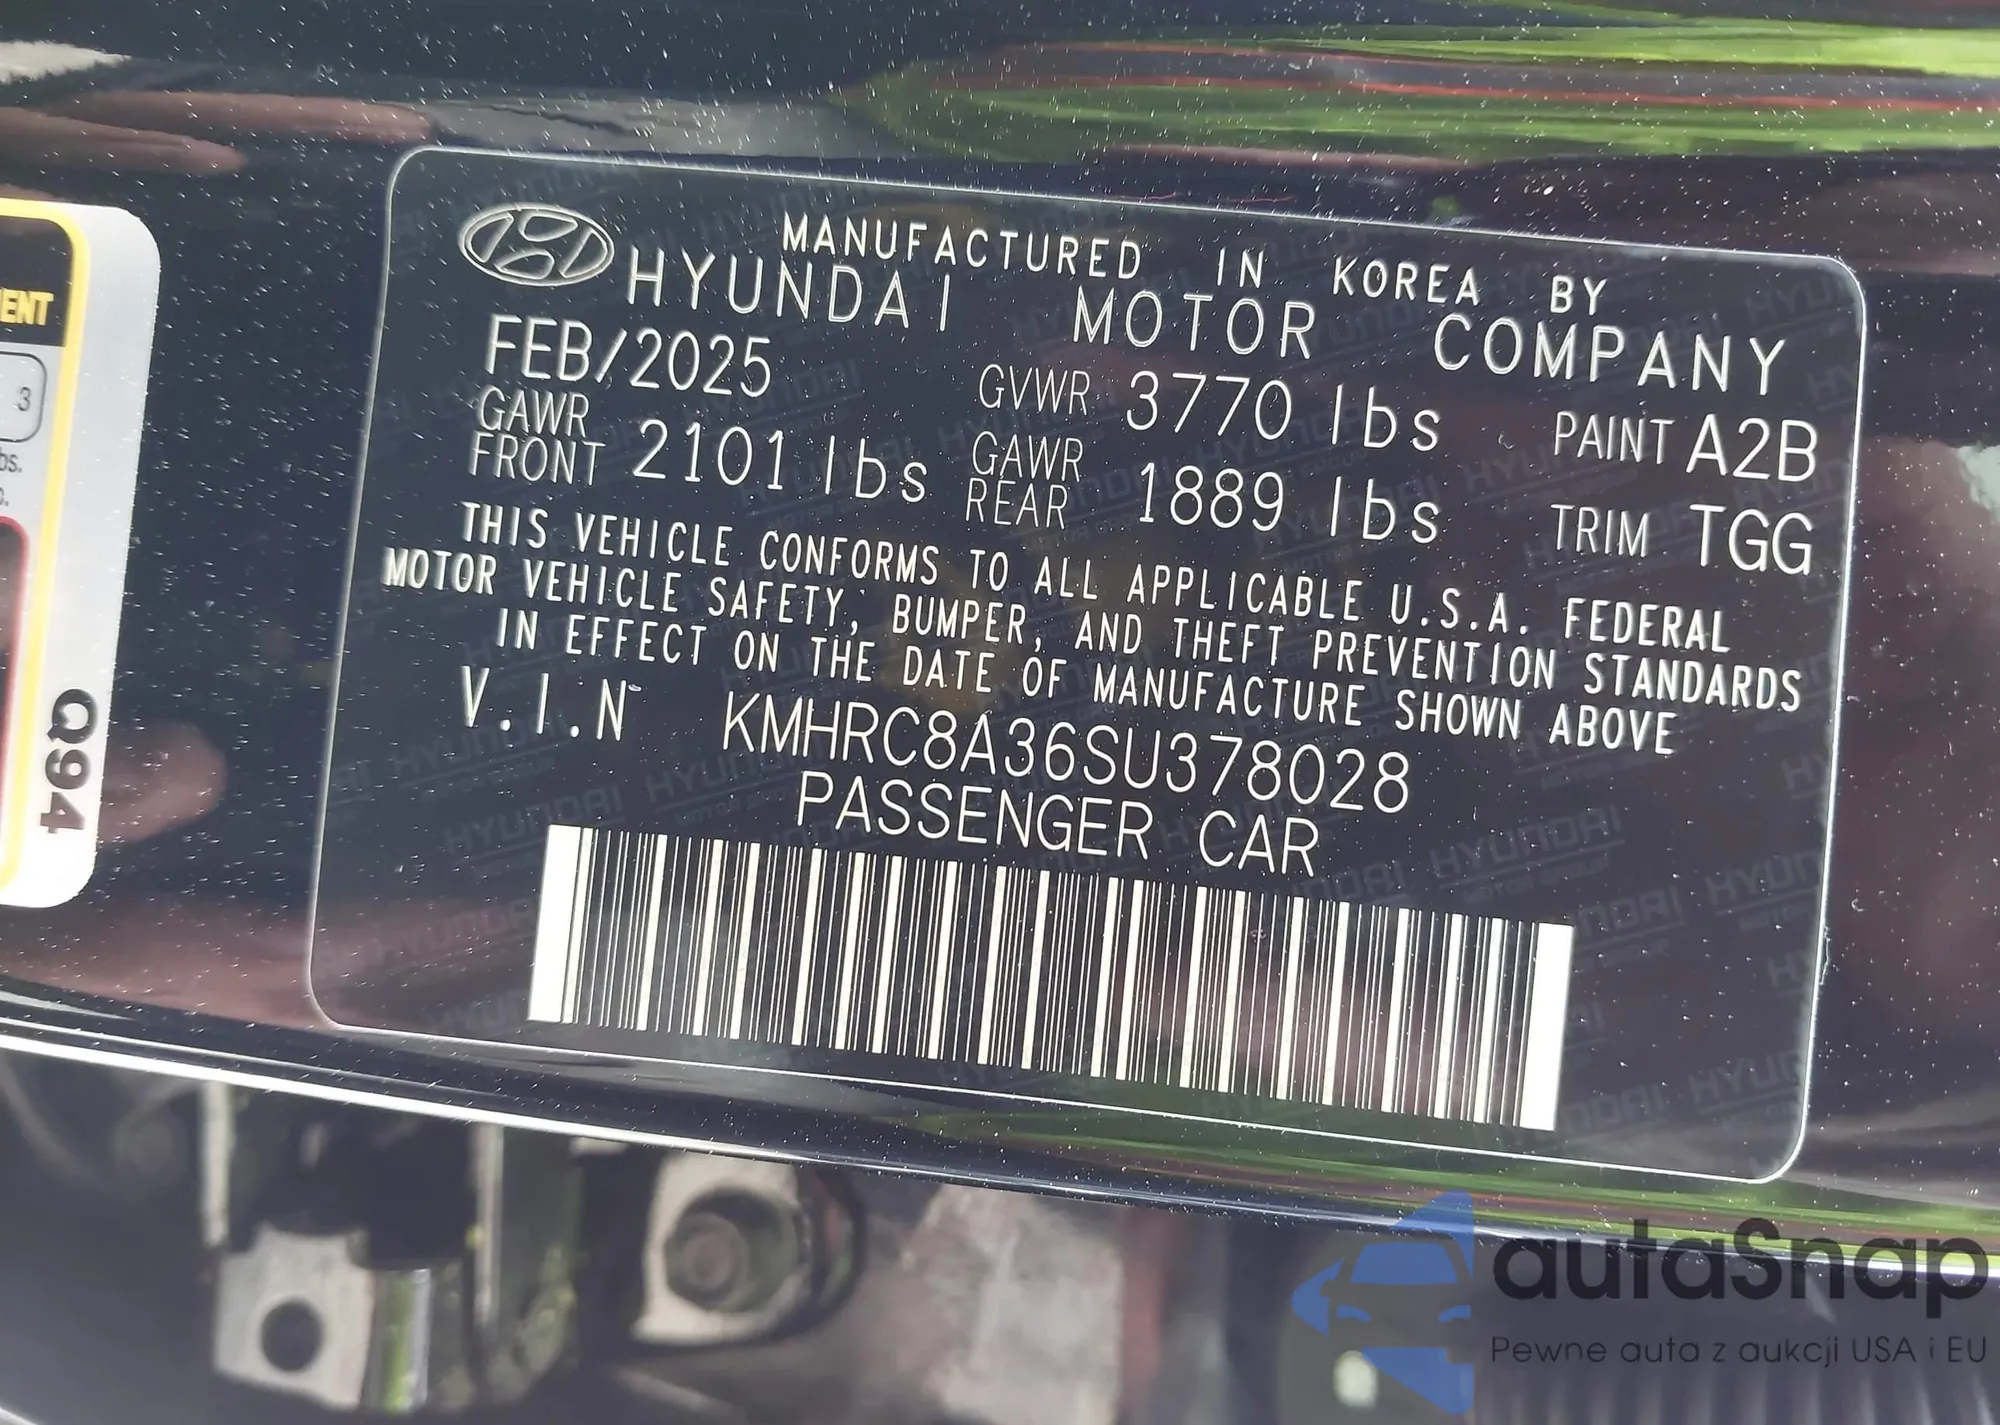 MANUFACTURED IN KOREA BY
HYUNDAI MOTOR COMPANY
FEB/2025 GVWR 3770 lbs PAINT A2B
GAWR FRONT 2101 lbs GAWR REAR 1889 lbs TRIM TGG
THIS VEHICLE CONFORMS TO ALL APPLICABLE U.S.A. FEDERAL
MOTOR VEHICLE SAFETY, BUMPER, AND THEFT PREVENTION STANDARDS
IN EFFECT ON THE DATE OF MANUFACTURE SHOWN ABOVE
V.I.N KMHRC8A36SU378028
PASSENGER CAR
3
Q94
autaSnap
Pewne auta z aukcji USA i EU